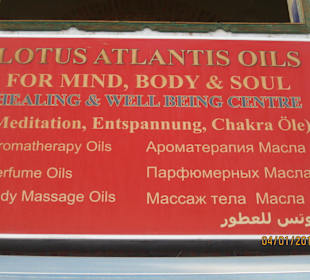 LOTUS ATLANTIS OILS
FOR MIND, BODY & SOUL
HEALING & WELL BEING CENTRE
Meditation, Entspannung, Chakra Öle)
romatherapy Oils Ароматерапия Масла
erfume Oils Парфюмерных Масла
dy Massage Oils Массаж тела Масла
وتس للعطور
04/01/201